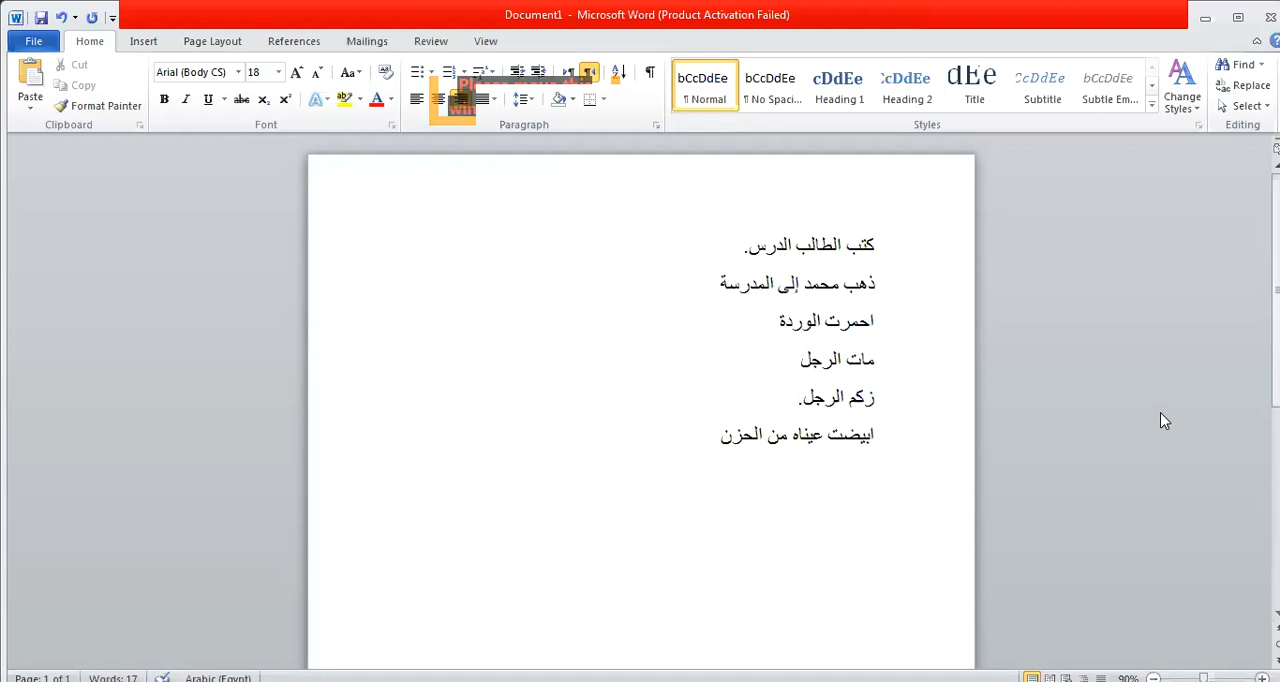 Document1 - Microsoft Word (Product Activation Failed)
File Home Insert Page Layout References Mailings Review View
Paste
Cut
Copy
Format Painter
Clipboard
Arial (Body CS) 18
Font
Paragraph
bCcDdEe bCcDdEe cDdEe :cDdEe dEe :cDdEe bCcDdEe
¶ Normal ¶ No Spaci... Heading 1 Heading 2 Title Subtitle Subtle Em...
Styles
Change
Styles
Find
Replace
Select
Editing
كتب الطالب الدرس.
ذهب محمد إلى المدرسة
احمرت الوردة
مات الرجل
زكم الرجل.
ابيضت عيناه من الحزن
Page: 1 of 1 Words: 17 Arabic (Egypt) 90%